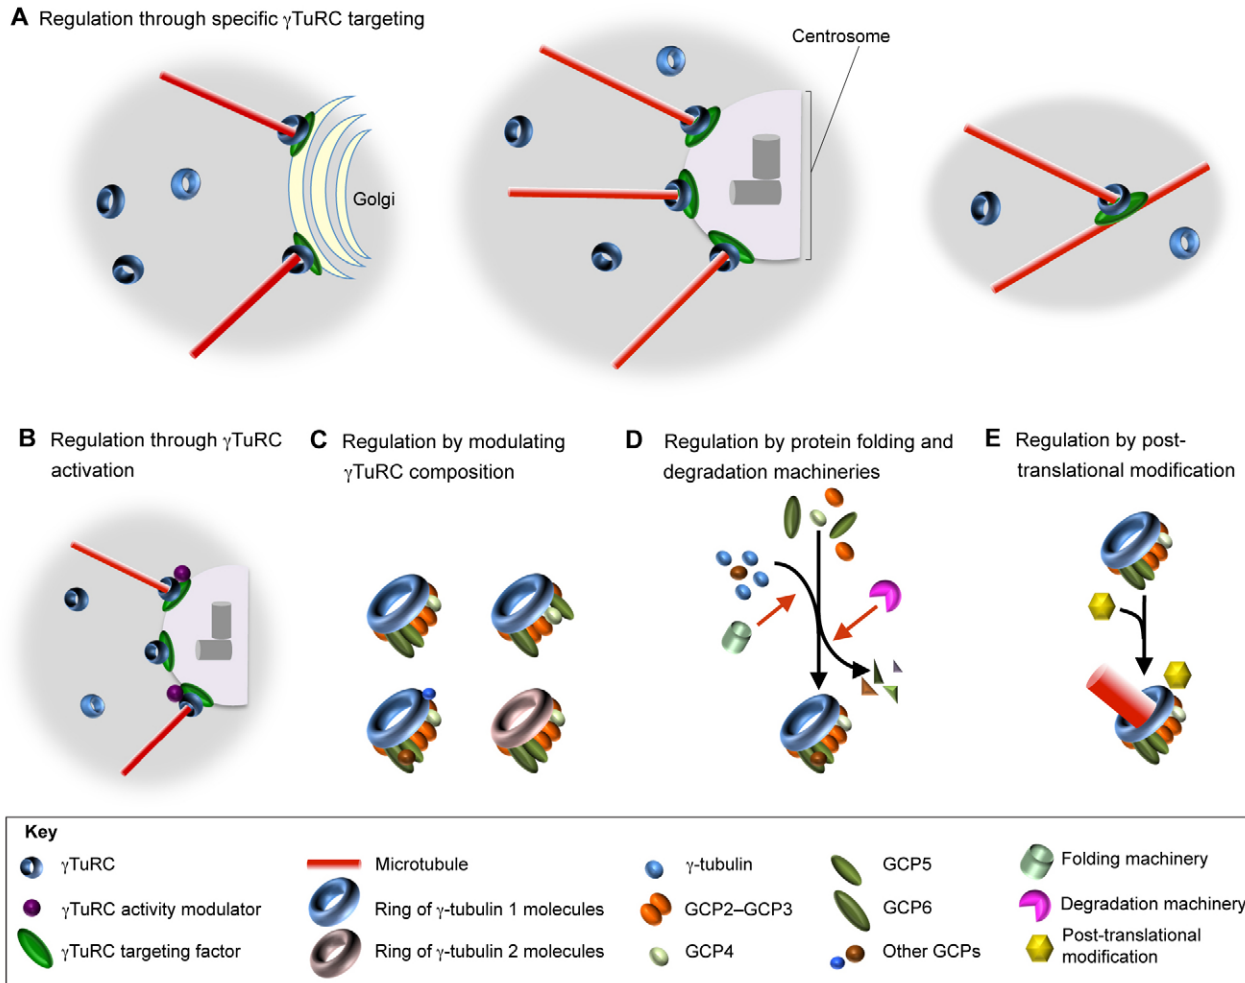 A Regulation through specific γTuRC targeting
Centrosome
Golgi
B Regulation through γTuRC
activation
C Regulation by modulating
γTuRC composition
D Regulation by protein folding and
degradation machineries
E Regulation by post-
translational modification
Key
γTuRC
γTuRC activity modulator
γTuRC targeting factor
Microtubule
Ring of γ-tubulin 1 molecules
Ring of γ-tubulin 2 molecules
γ-tubulin
GCP2–GCP3
GCP4
GCP5
GCP6
Other GCPs
Folding machinery
Degradation machinery
Post-translational
modification